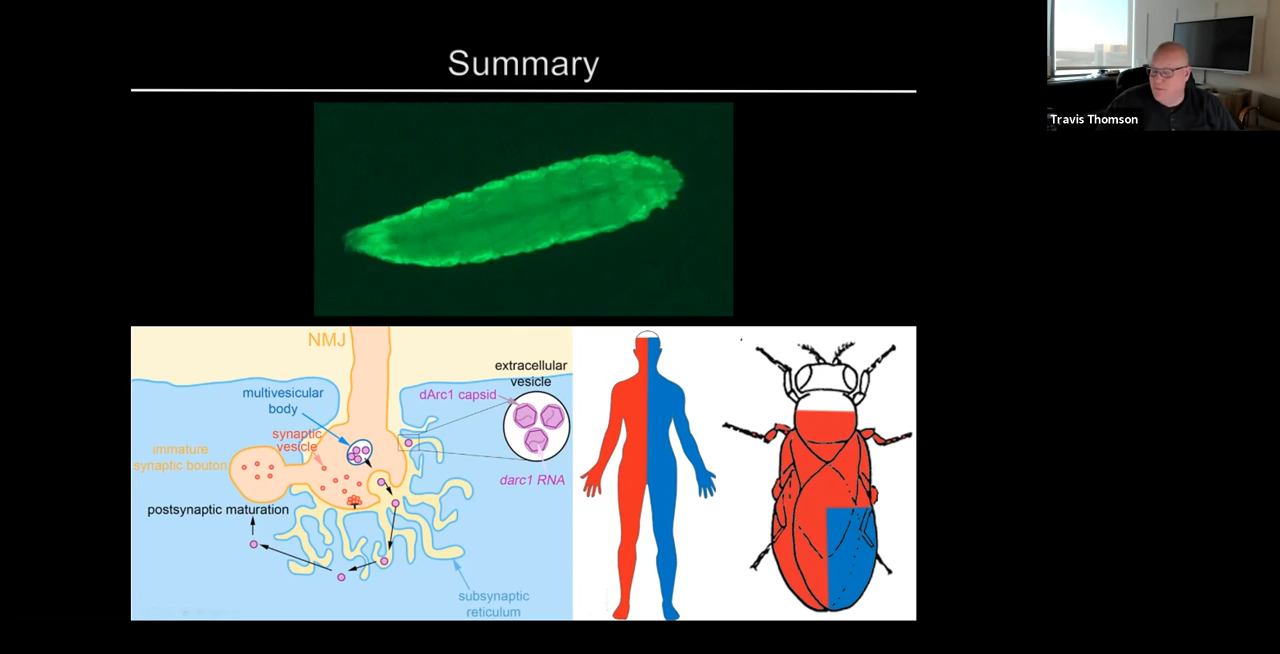 Summary
Travis Thomson
NMJ
extracellular
vesicle
multivesicular
body
dArc1 capsid
synaptic
vesicle
immature
synaptic bouton
darc1 RNA
postsynaptic maturation
subsynaptic
reticulum